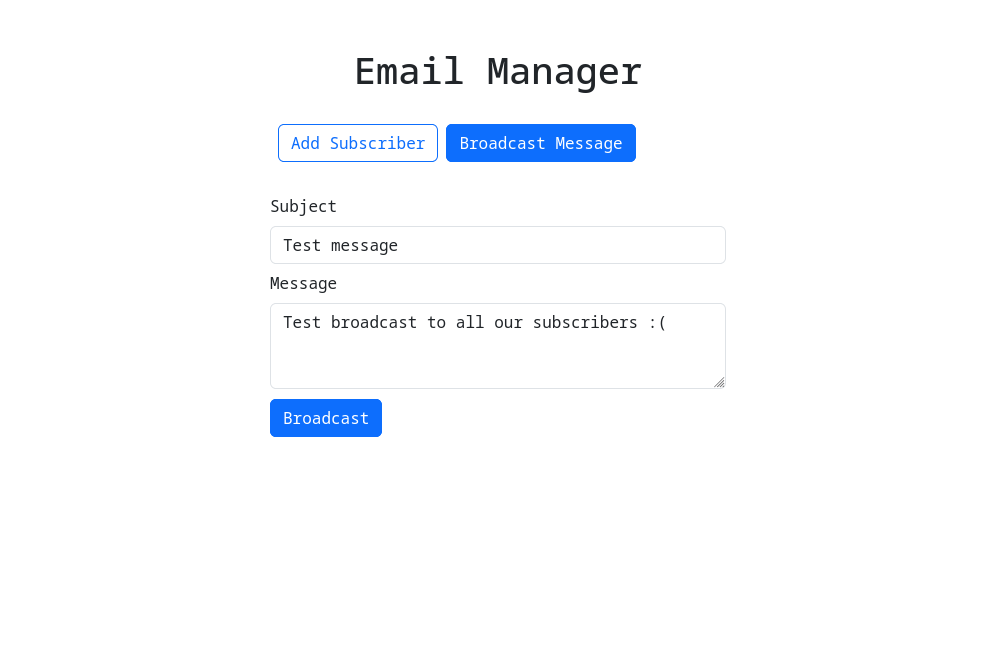 Email Manager
Add Subscriber Broadcast Message
Subject
Test message
Message
Test broadcast to all our subscribers :(
Broadcast